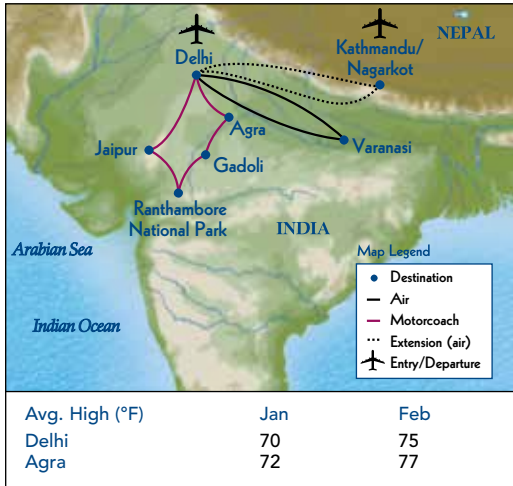 Delhi
Kathmandu/
Nagarkot
NEPAL
Agra
Varanasi
Jaipur
Gadoli
Ranthambore
National Park
INDIA
Arabian Sea
Indian Ocean
Map Legend
Destination
Air
Motorcoach
Extension (air)
Entry/Departure
Avg. High (°F) Jan Feb
Delhi 70 75
Agra 72 77